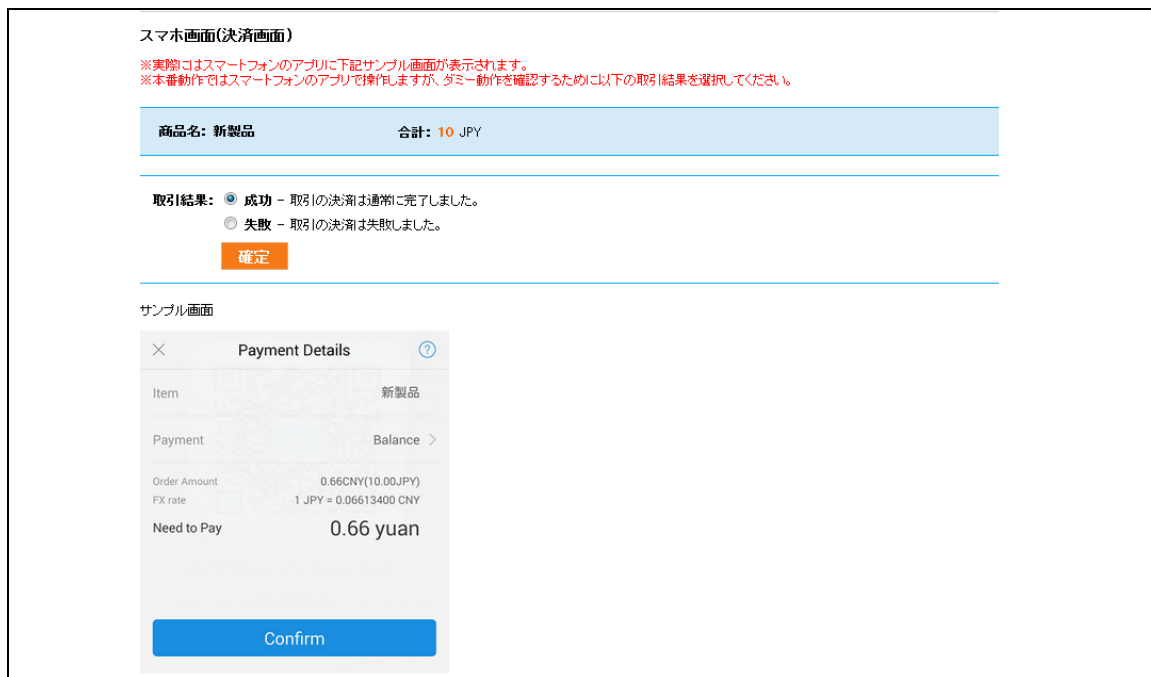 スマホ画面(決済画面)
※実際にはスマートフォンのアプリに下記サンプル画面が表示されます。
※本番動作ではスマートフォンのアプリで操作しますが、ダミー動作を確認するために以下の取引結果を選択してください。
商品名: 新製品 合計: 10 JPY
取引結果: 成功 - 取引の決済は通常に完了しました。
失敗 - 取引の決済は失敗しました。
確定
サンプル画面
× Payment Details ?
Item 新製品
Payment Balance >
Order Amount 0.66CNY(10.00JPY)
FX rate 1 JPY = 0.06613400 CNY
Need to Pay 0.66 yuan
Confirm